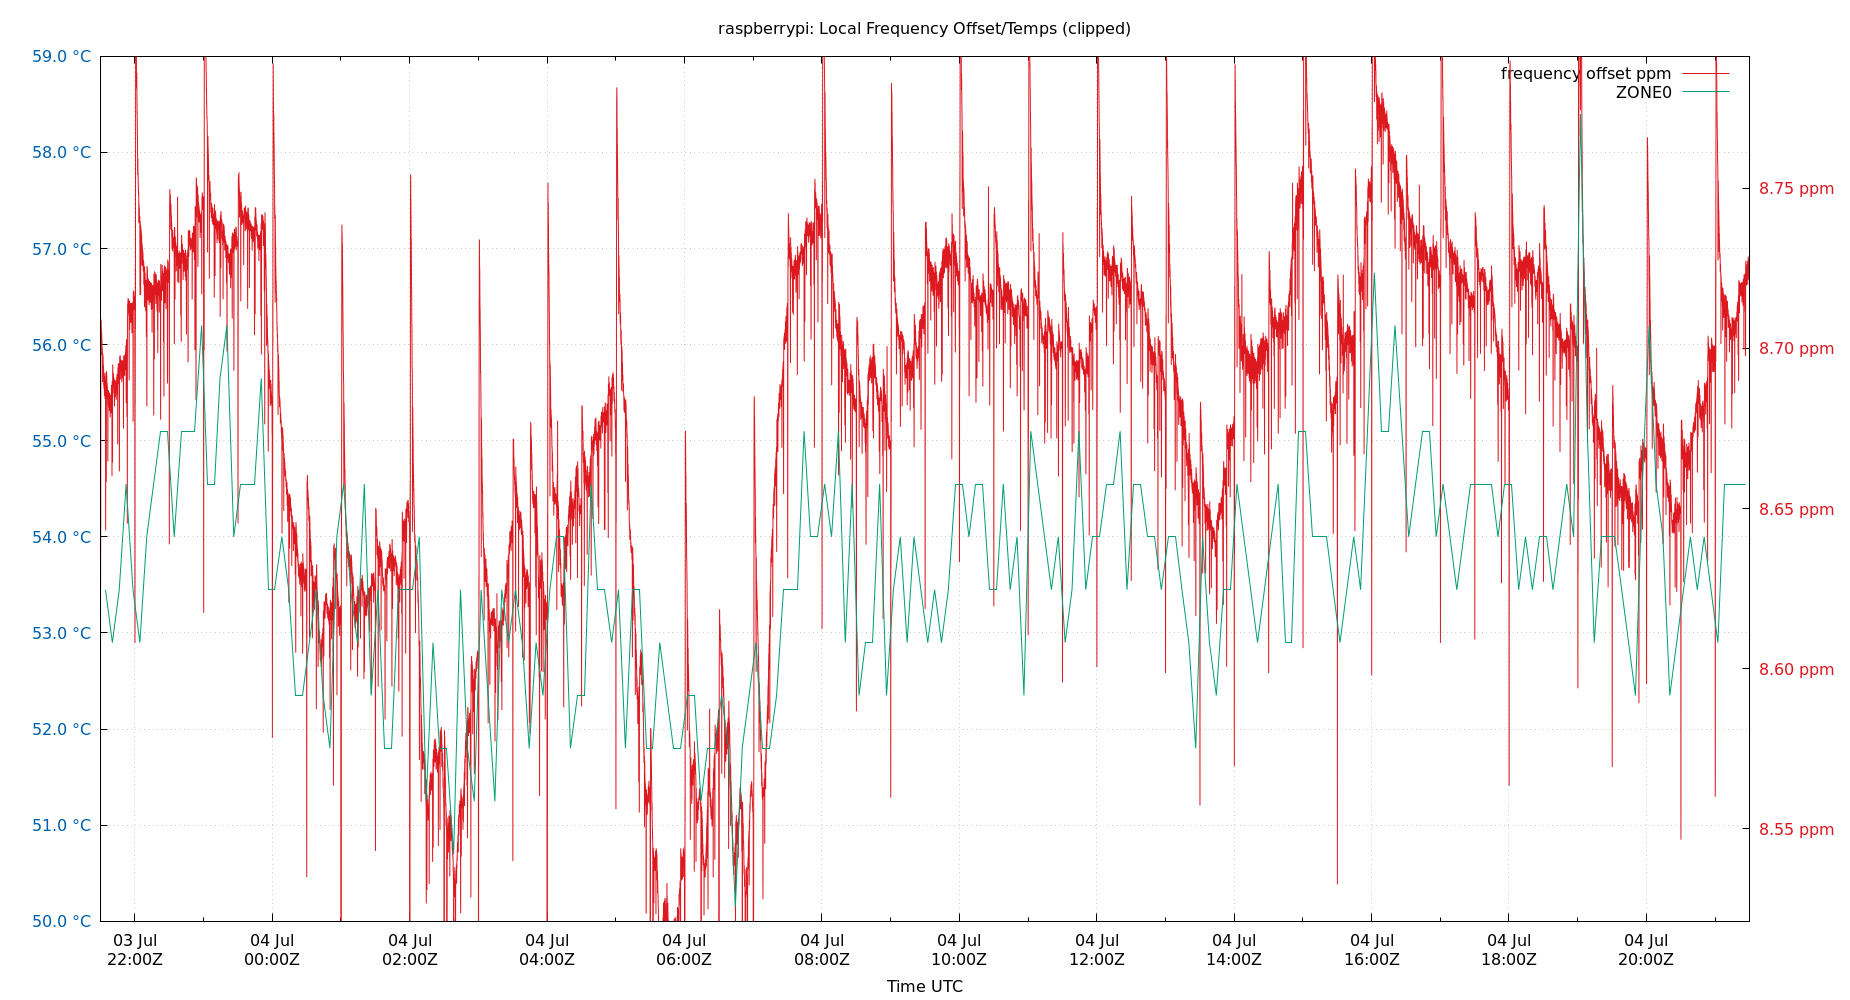 raspberrypi: Local Frequency Offset/Temps (clipped)
frequency offset ppm
ZONE0
59.0 °C
58.0 °C
57.0 °C
56.0 °C
55.0 °C
54.0 °C
53.0 °C
52.0 °C
51.0 °C
50.0 °C
8.75 ppm
8.70 ppm
8.65 ppm
8.60 ppm
8.55 ppm
03 Jul 04 Jul 04 Jul 04 Jul 04 Jul 04 Jul 04 Jul 04 Jul 04 Jul 04 Jul 04 Jul 04 Jul
22:00Z 00:00Z 02:00Z 04:00Z 06:00Z 08:00Z 10:00Z 12:00Z 14:00Z 16:00Z 18:00Z 20:00Z
Time UTC